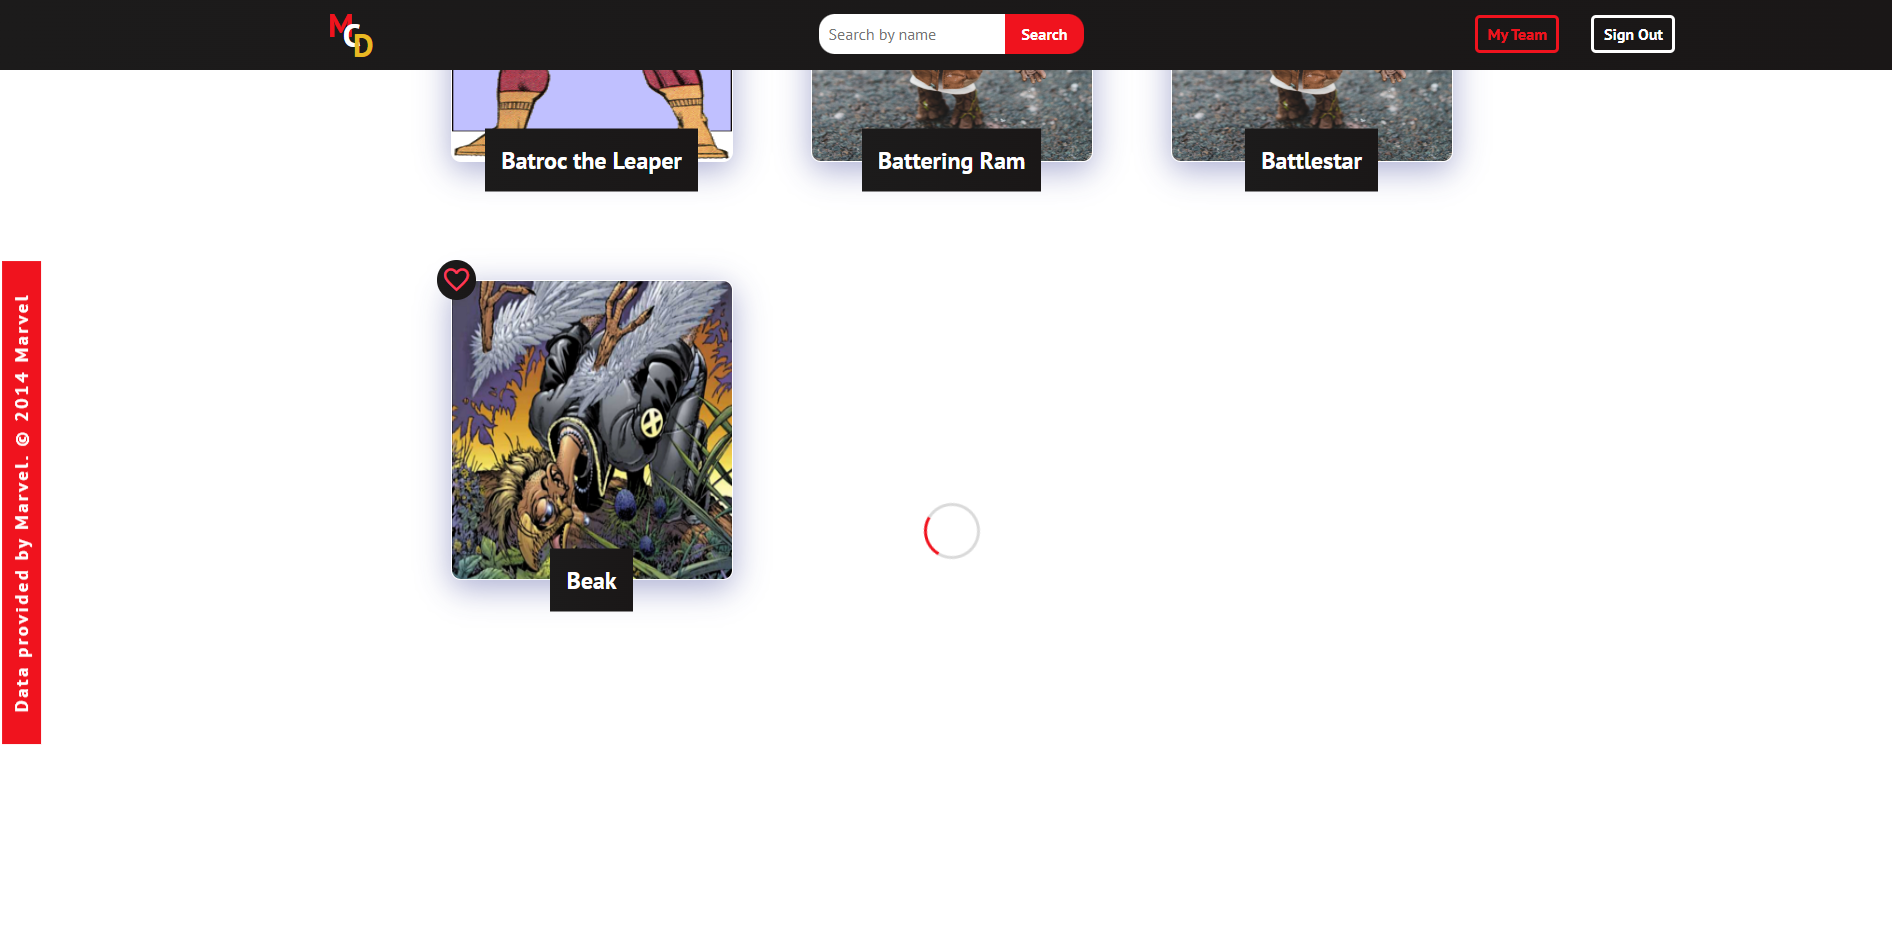 MCD
Search by name
Search
My Team
Sign Out
Batroc the Leaper
Battering Ram
Battlestar
Data provided by Marvel. © 2014 Marvel
Beak